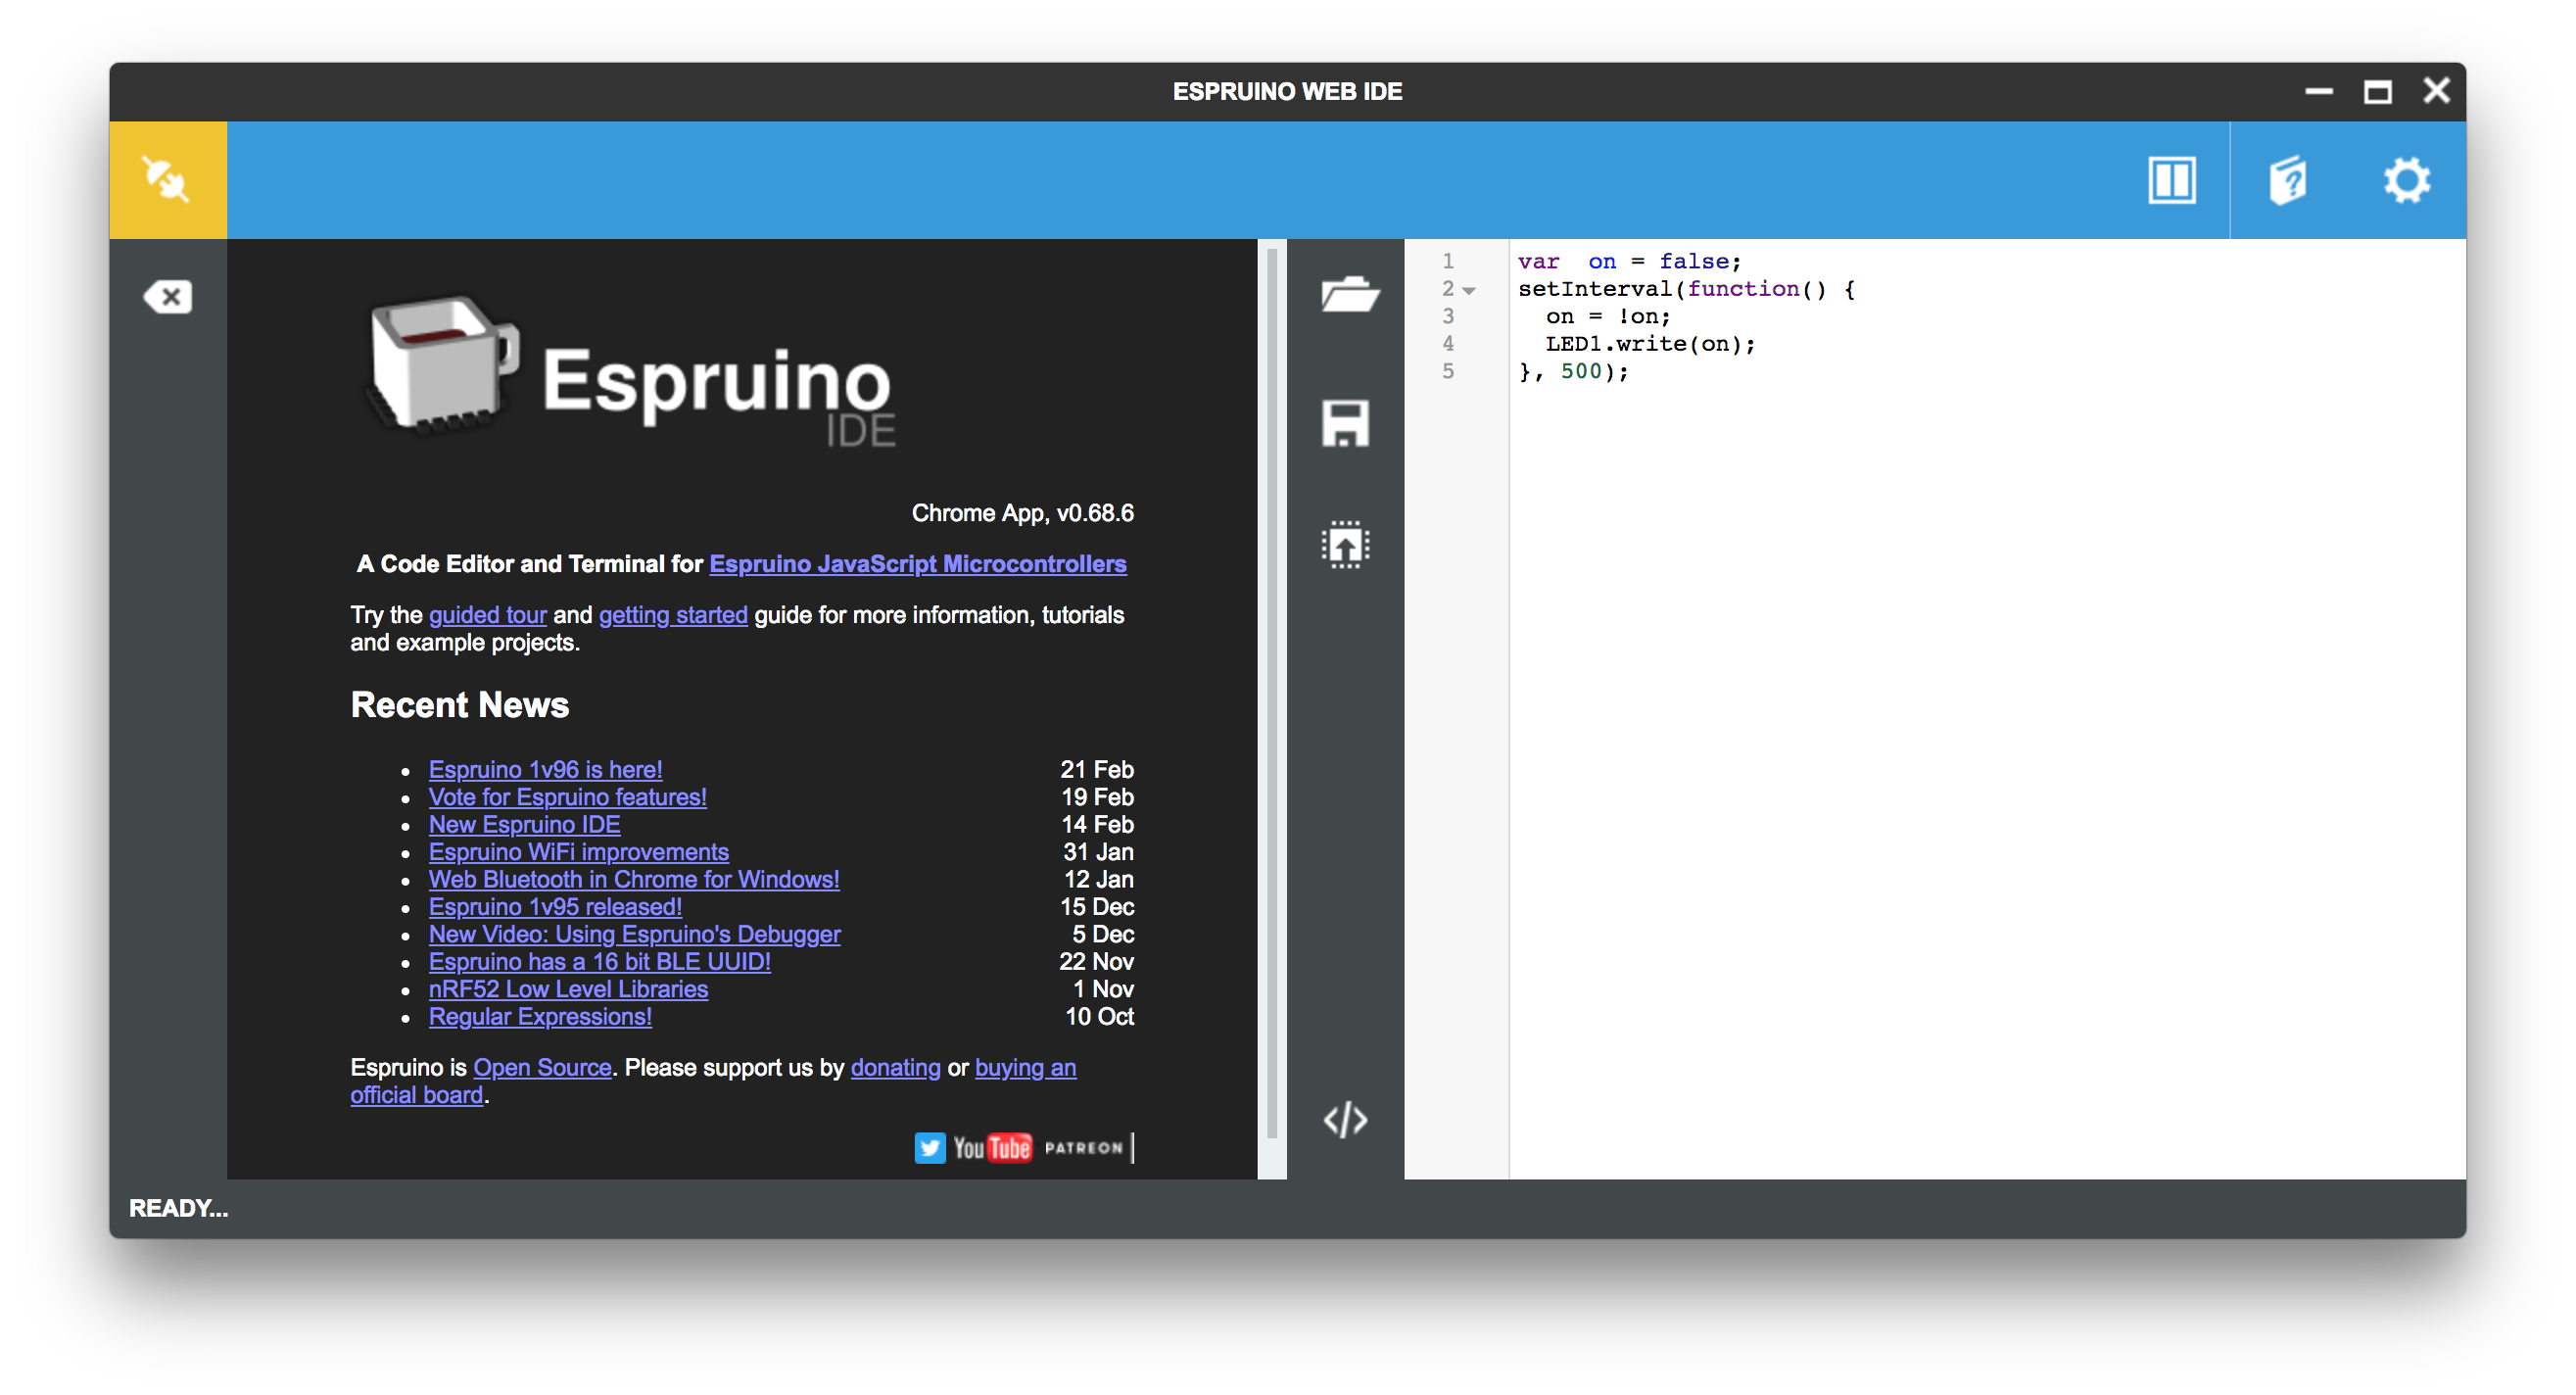 ESPRUINO WEB IDE
Espruino
IDE
Chrome App, v0.68.6
A Code Editor and Terminal for Espruino JavaScript Microcontrollers
Try the guided tour and getting started guide for more information, tutorials
and example projects.
Recent News
Espruino 1v96 is here! 21 Feb
Vote for Espruino features! 19 Feb
New Espruino IDE 14 Feb
Espruino WiFi improvements 31 Jan
Web Bluetooth in Chrome for Windows! 12 Jan
Espruino 1v95 released! 15 Dec
New Video: Using Espruino's Debugger 5 Dec
Espruino has a 16 bit BLE UUID! 22 Nov
nRF52 Low Level Libraries 1 Nov
Regular Expressions! 10 Oct
Espruino is Open Source. Please support us by donating or buying an
official board.
YouTube PATREON
1 var  on = false;
2 setInterval(function() {
3   on = !on;
4   LED1.write(on);
5 }, 500);
READY...